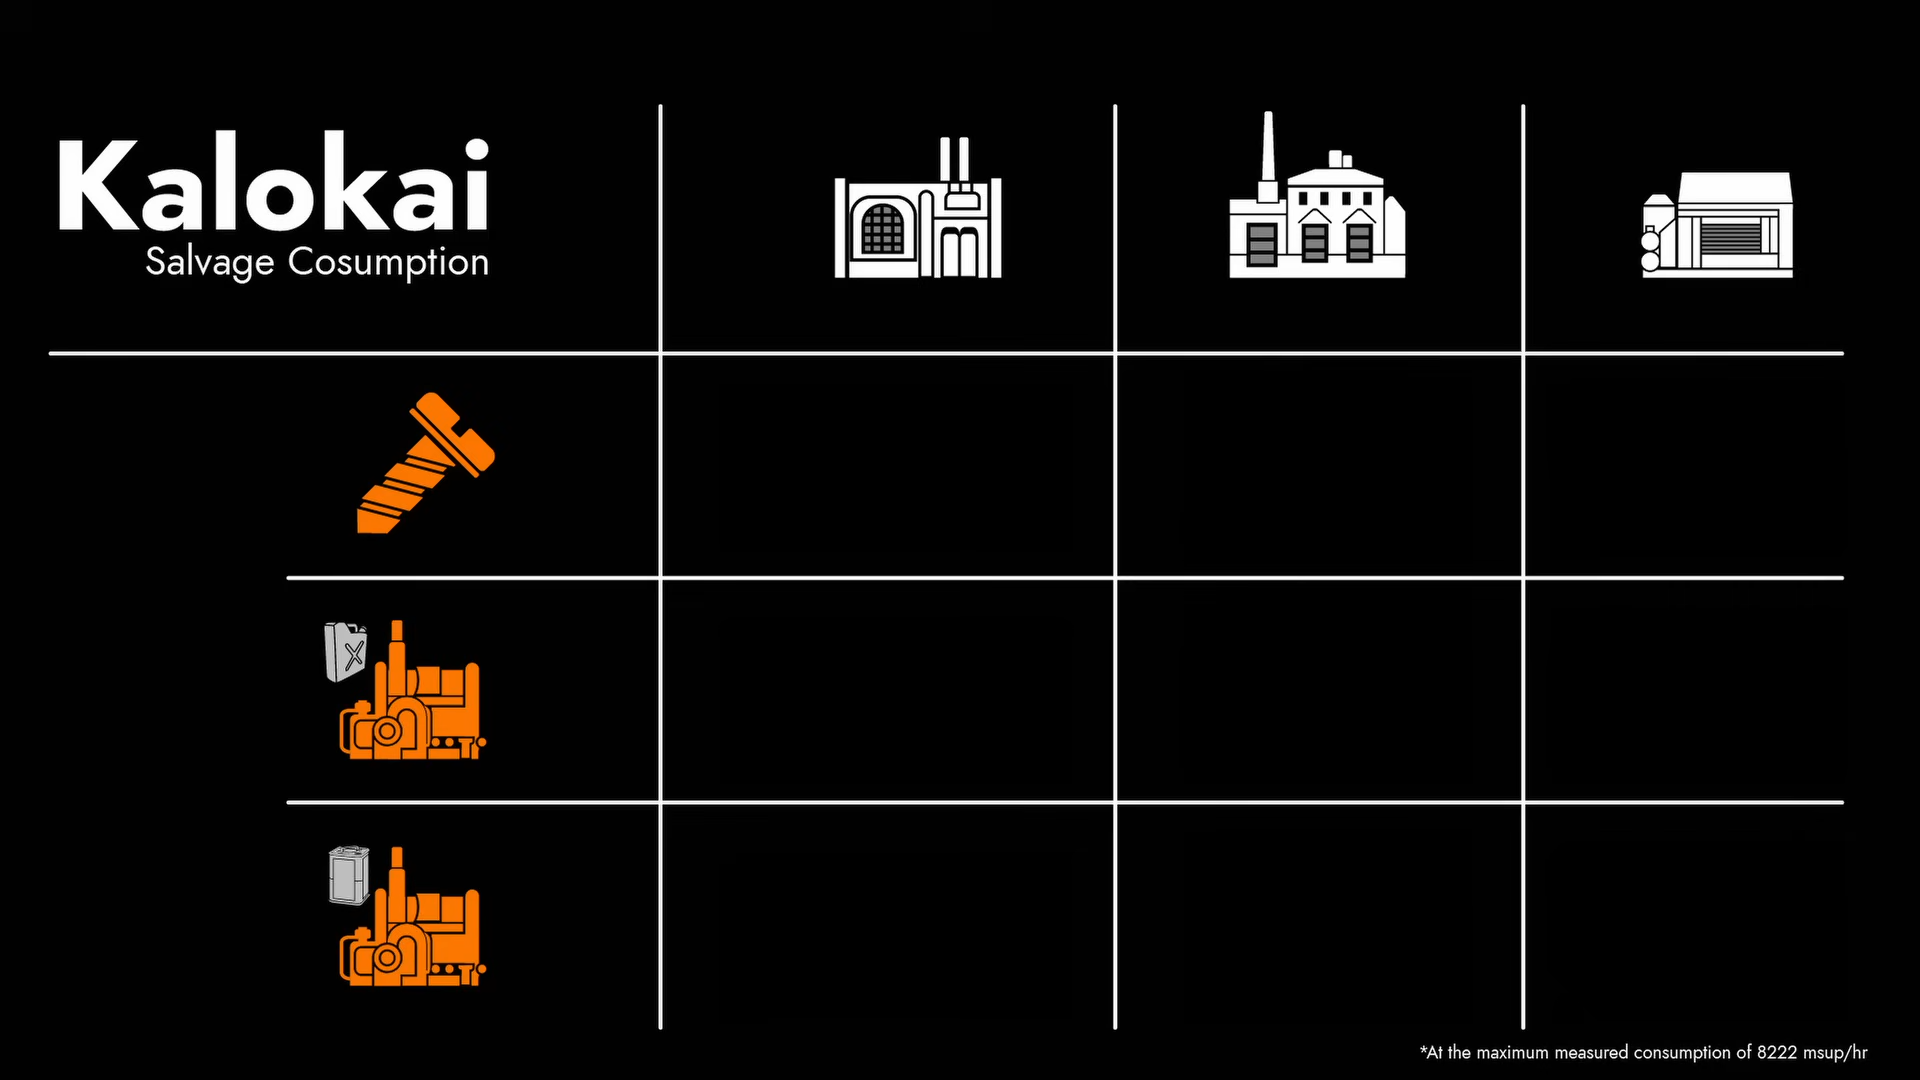 Kalokai
Salvage Cosumption
*At the maximum measured consumption of 8222 msup/hr